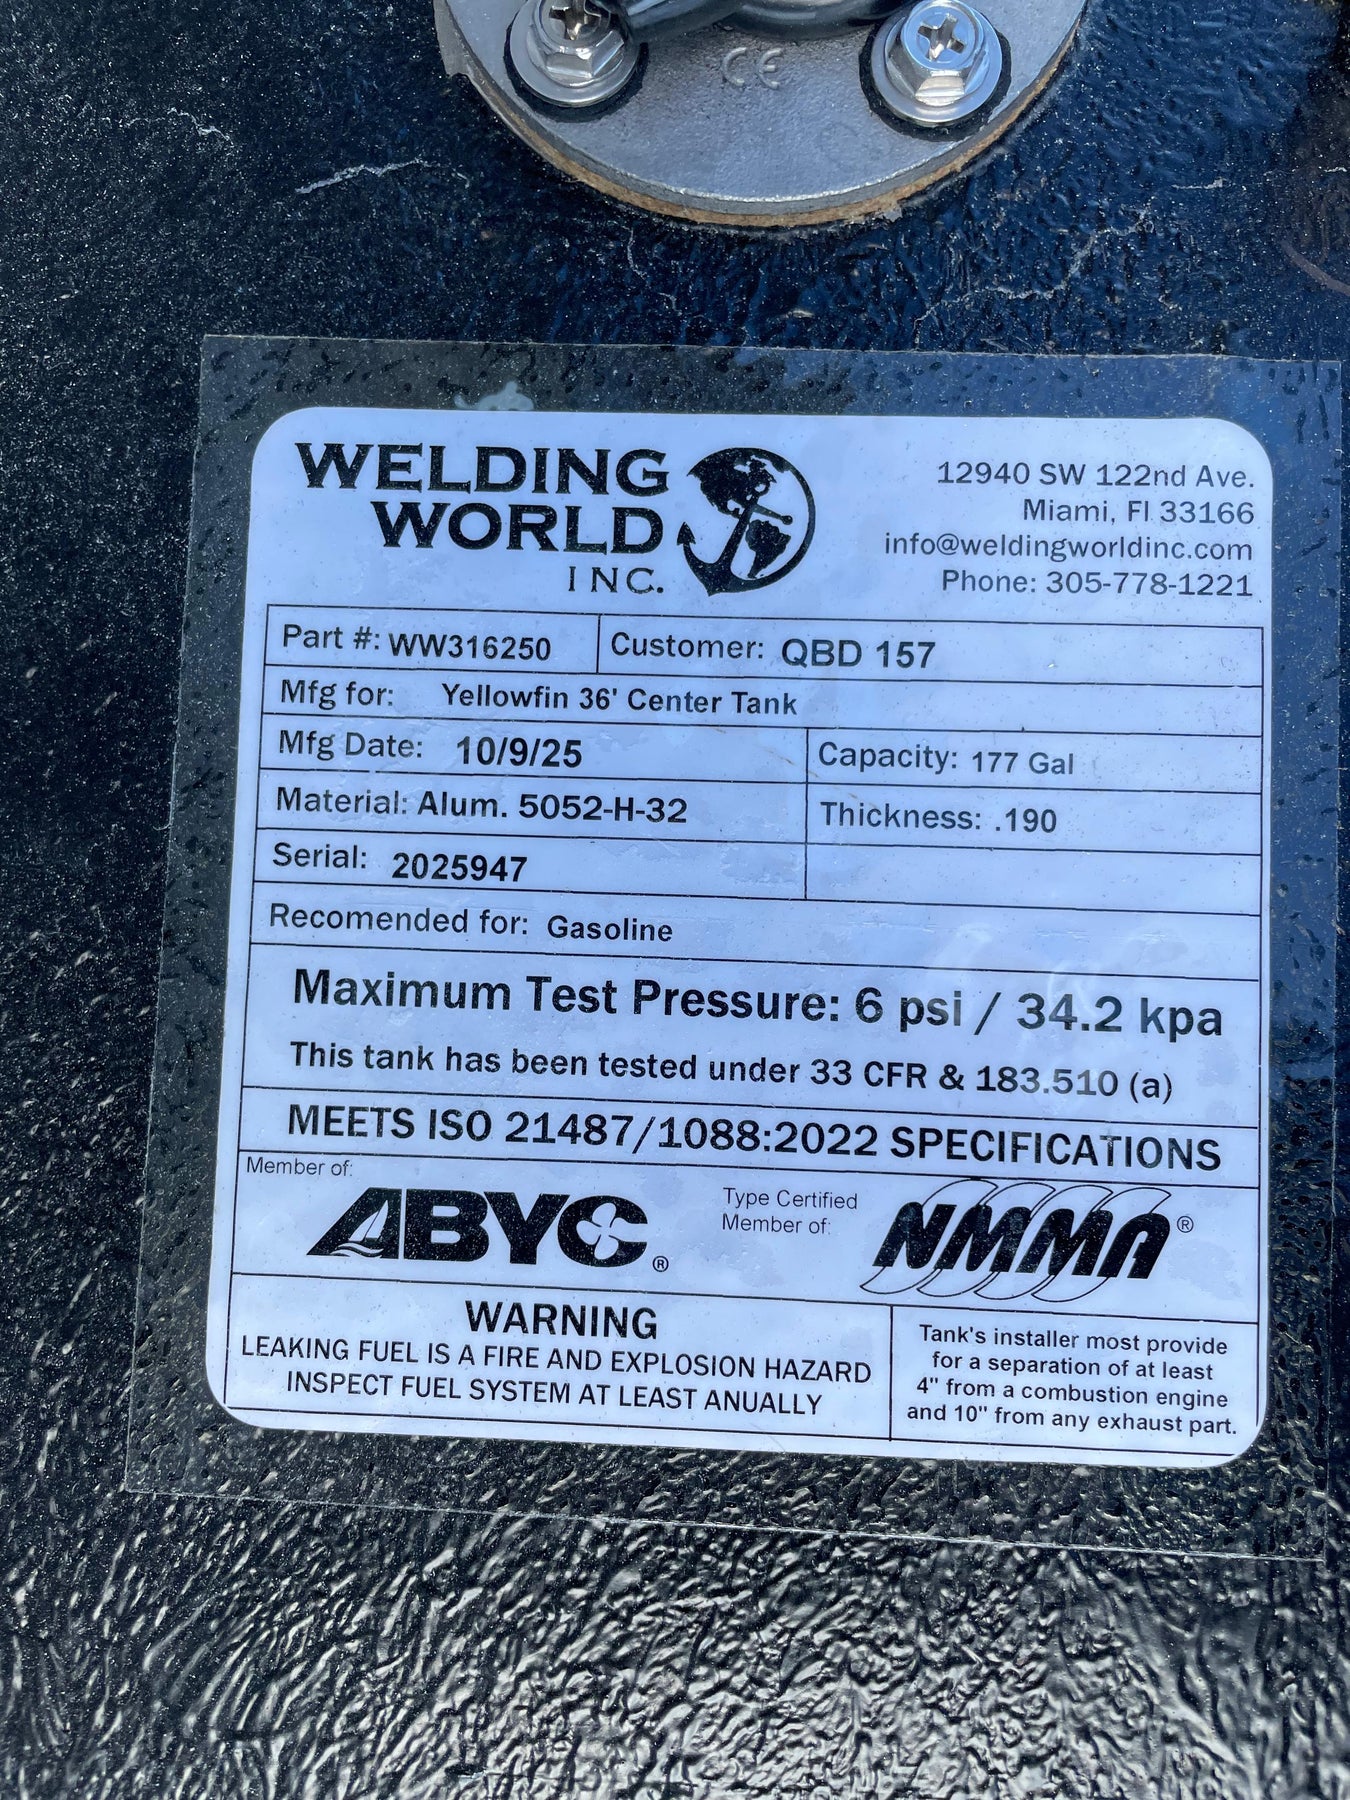 CE
WELDING
WORLD
INC.
12940 SW 122nd Ave.
Miami, Fl 33166
info@weldingworldinc.com
Phone: 305-778-1221
Part #: WW316250 Customer: QBD 157
Mfg for: Yellowfin 36' Center Tank
Mfg Date: 10/9/25 Capacity: 177 Gal
Material: Alum. 5052-H-32 Thickness: .190
Serial: 2025947
Recomended for: Gasoline
Maximum Test Pressure: 6 psi / 34.2 kpa
This tank has been tested under 33 CFR & 183.510 (a)
MEETS ISO 21487/1088:2022 SPECIFICATIONS
Member of:
ABYC®
Type Certified
Member of:
NMMA®
WARNING
LEAKING FUEL IS A FIRE AND EXPLOSION HAZARD
INSPECT FUEL SYSTEM AT LEAST ANUALLY
Tank's installer most provide
for a separation of at least
4" from a combustion engine
and 10" from any exhaust part.